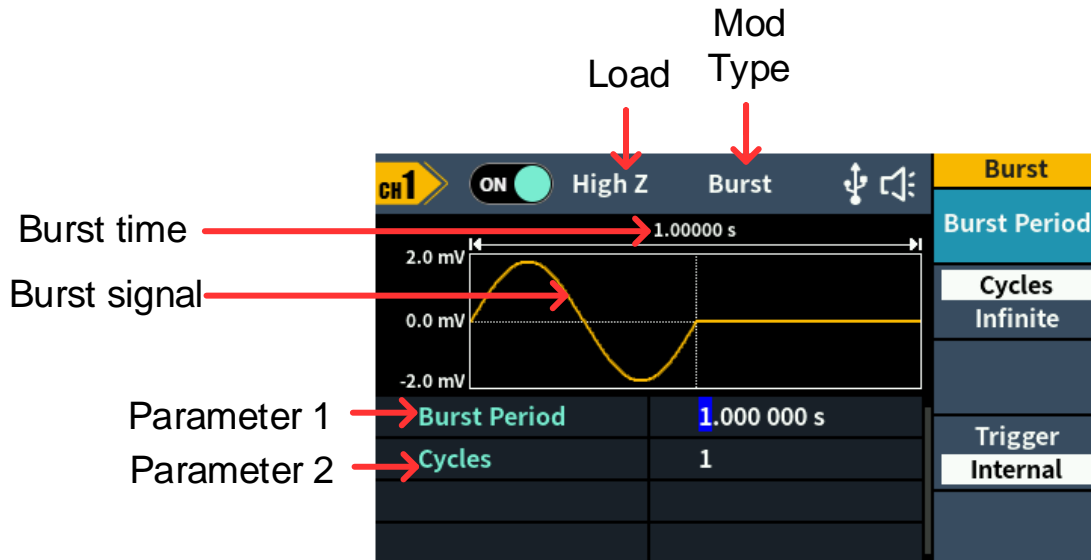 Mod
Type
Load
CH1
ON
High Z
Burst
Burst
Burst time
1.00000 s
Burst Period
2.0 mV
Burst signal
Cycles
Infinite
0.0 mV
-2.0 mV
Parameter 1
Burst Period
1.000 000 s
Trigger
Internal
Parameter 2
Cycles
1